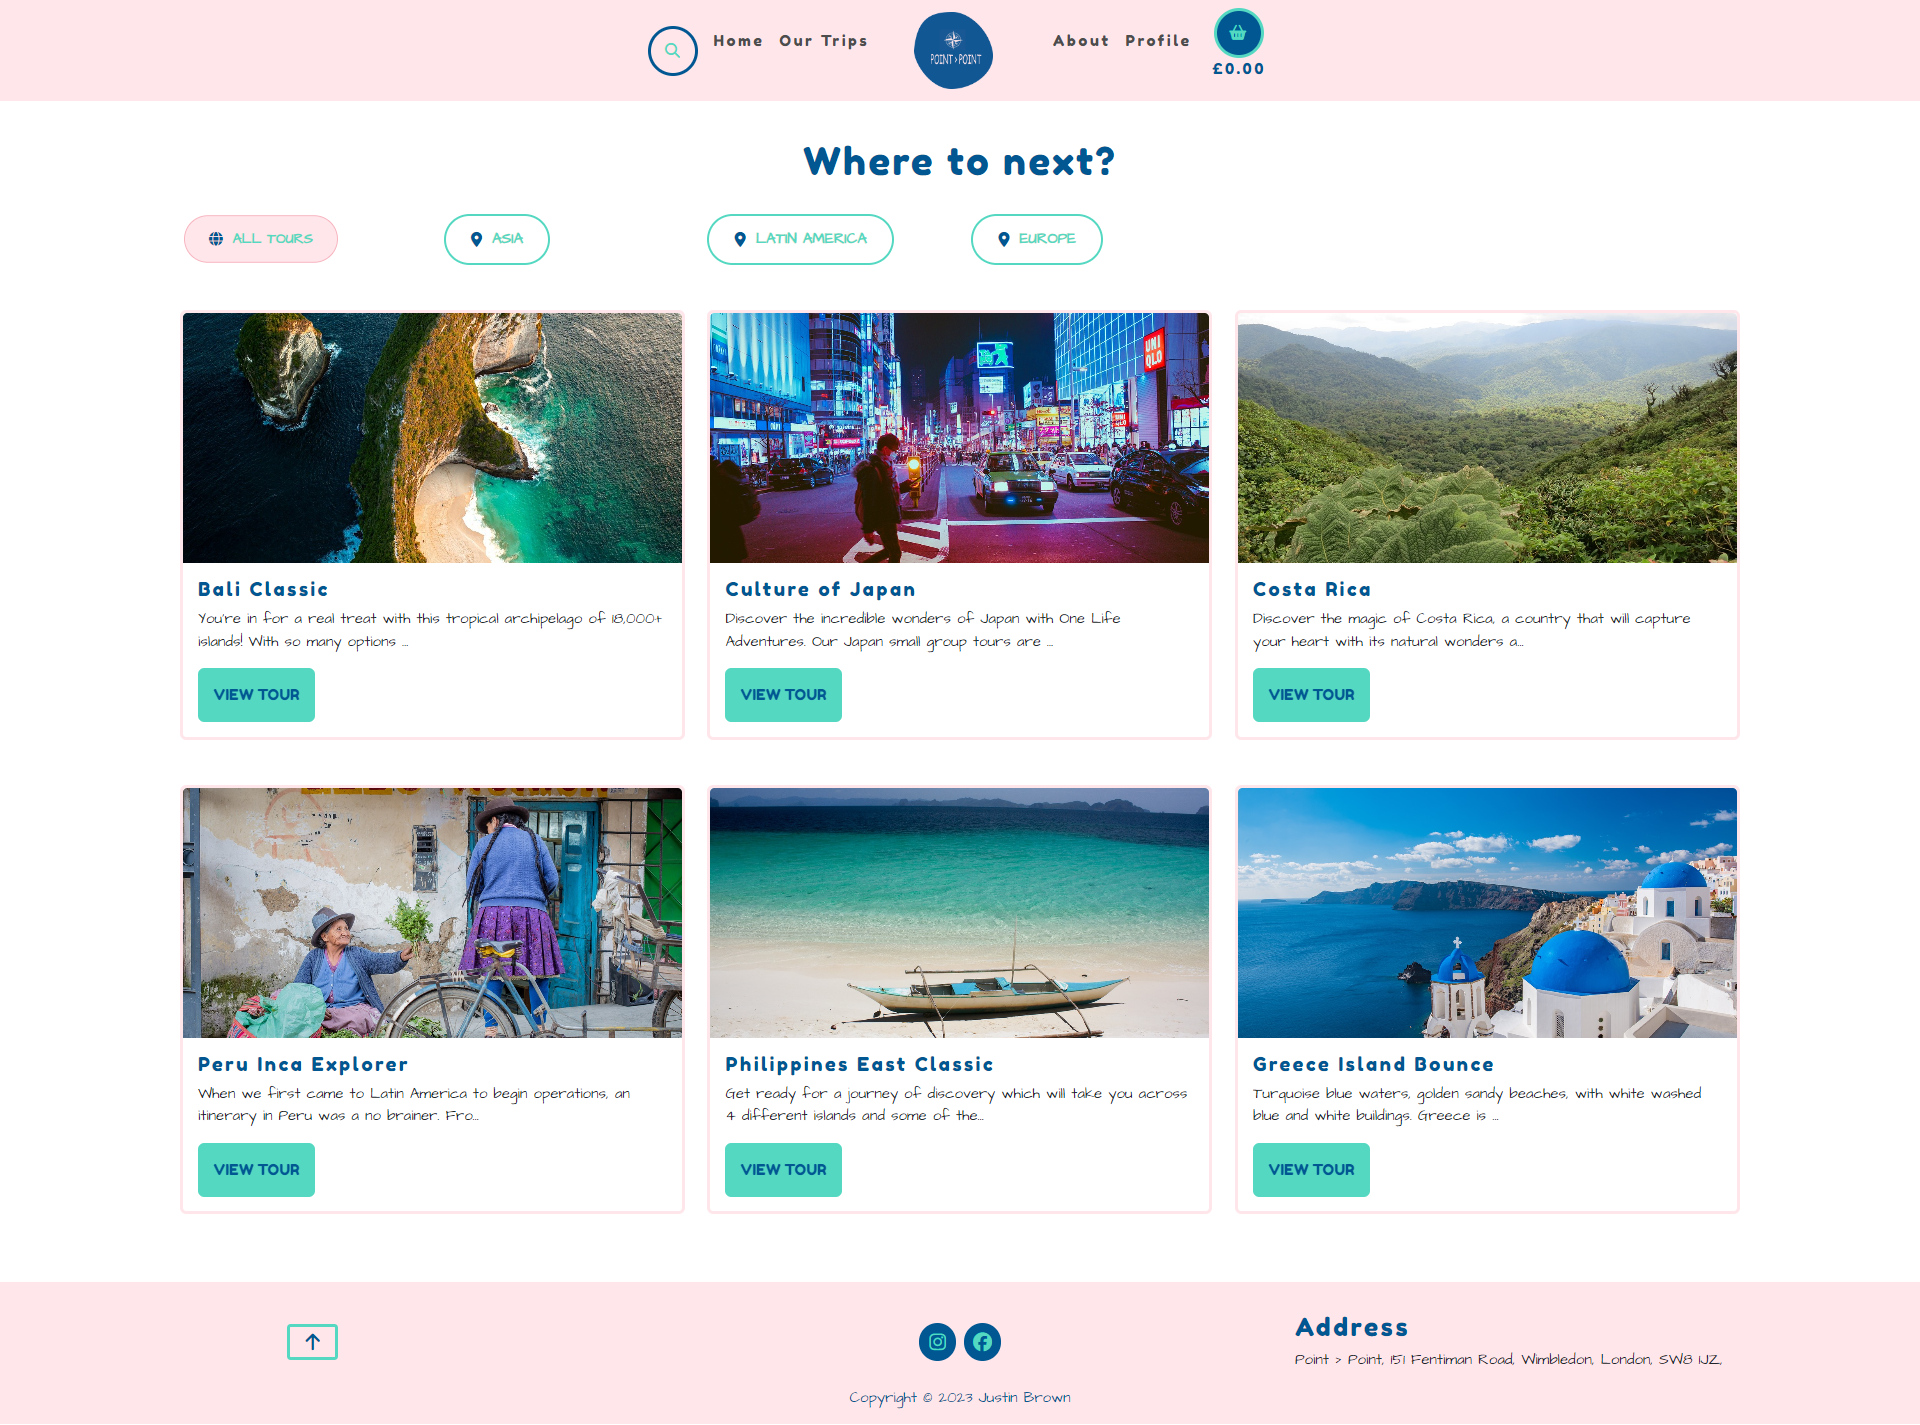 Home Our Trips
POINT>POINT
About Profile
£0.00
Where to next?
ALL TOURS
ASIA
LATIN AMERICA
EUROPE
UNI
QLO
Bali Classic
You're in for a real treat with this tropical archipelago of 18,000+
islands! With so many options ...
VIEW TOUR
Culture of Japan
Discover the incredible wonders of Japan with One Life
Adventures. Our Japan small group tours are ...
VIEW TOUR
Costa Rica
Discover the magic of Costa Rica, a country that will capture
your heart with its natural wonders a...
VIEW TOUR
Peru Inca Explorer
When we first came to Latin America to begin operations, an
itinerary in Peru was a no brainer. Fro...
VIEW TOUR
Philippines East Classic
Get ready for a journey of discovery which will take you across
4 different islands and some of the...
VIEW TOUR
Greece Island Bounce
Turquoise blue waters, golden sandy beaches, with white washed
blue and white buildings. Greece is ...
VIEW TOUR
Address
Point > Point, 151 Fentiman Road, Wimbledon, London, SW8 1JZ,
Copyright © 2023 Justin Brown